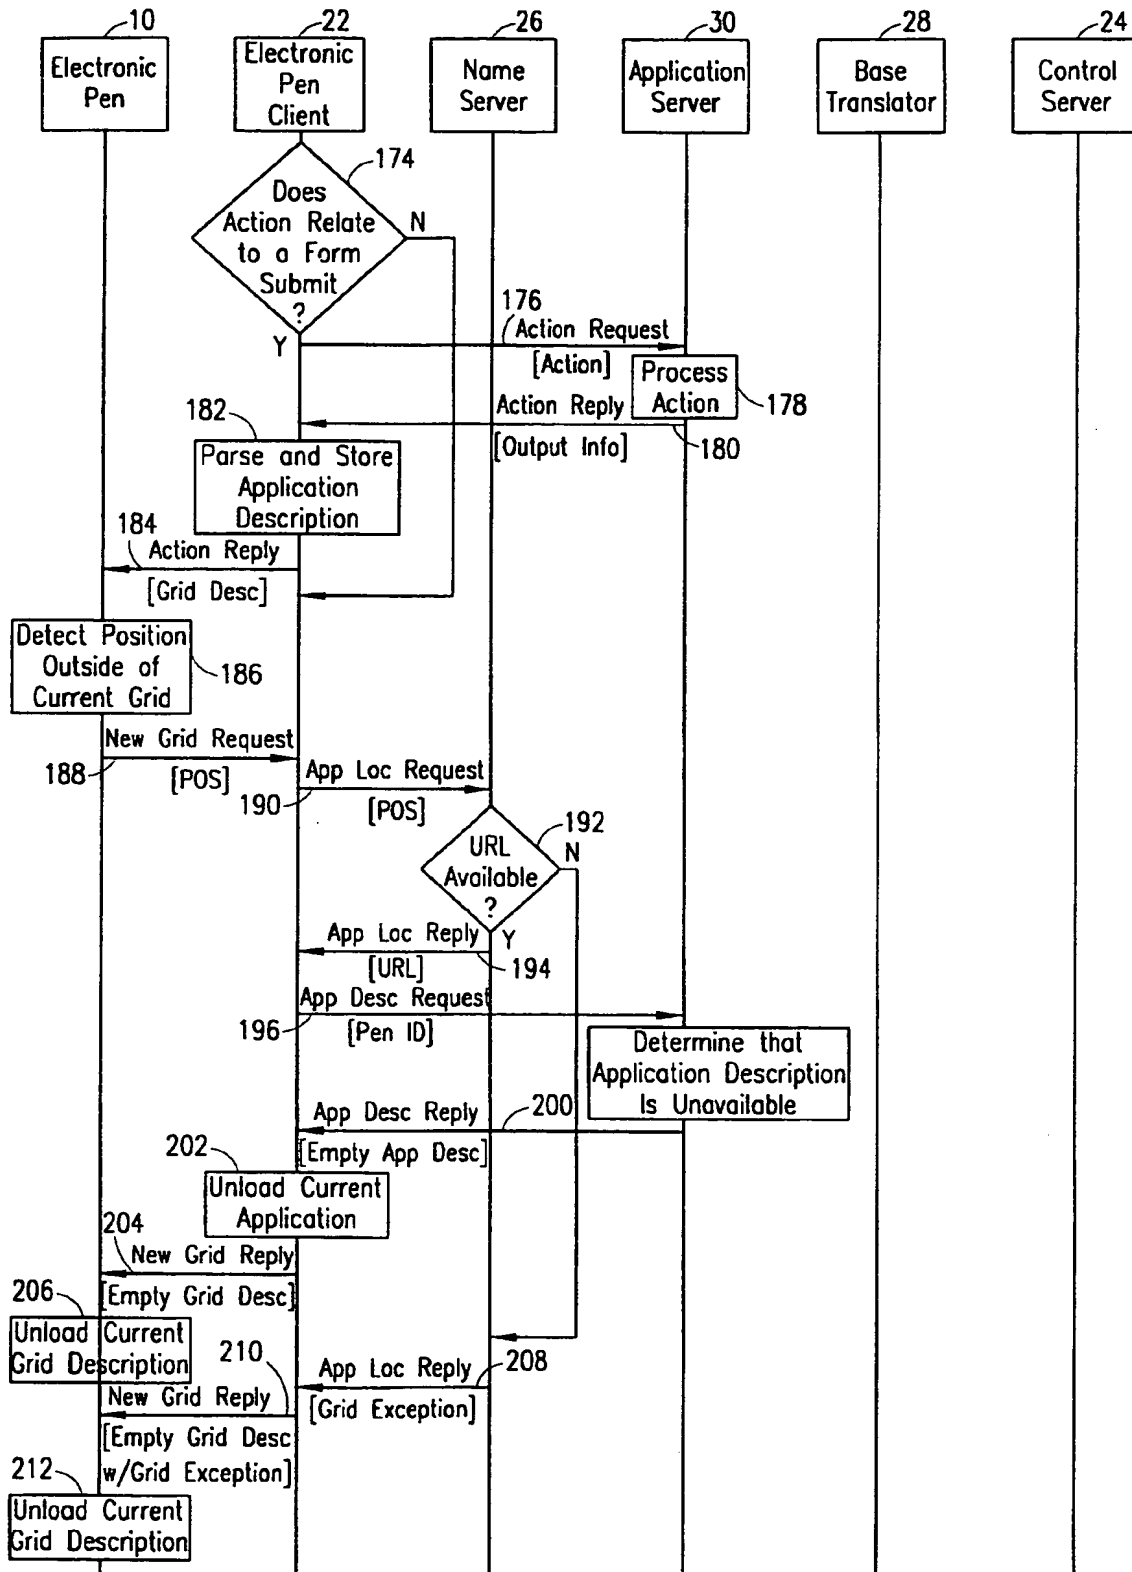 10
22
26
30
28
24
Electronic
Pen
Electronic
Pen
Client
Name
Server
Application
Server
Base
Translator
Control
Server
174
Does
Action Relate
to a Form
Submit
?
N
Y
176
Action Request
[Action]
Process
Action
178
Action Reply
[Output Info]
180
182
Parse and Store
Application
Description
184
Action Reply
[Grid Desc]
Detect Position
Outside of
Current Grid
186
New Grid Request
188
[POS]
App Loc Request
190
[POS]
192
URL
Available
?
N
Y
App Loc Reply
[URL]
194
App Desc Request
196
[Pen ID]
Determine that
Application Description
Is Unavailable
App Desc Reply
200
[Empty App Desc]
202
Unload Current
Application
204
New Grid Reply
[Empty Grid Desc]
206
Unload Current
Grid Description
App Loc Reply
208
[Grid Exception]
210
New Grid Reply
[Empty Grid Desc
w/Grid Exception]
212
Unload Current
Grid Description